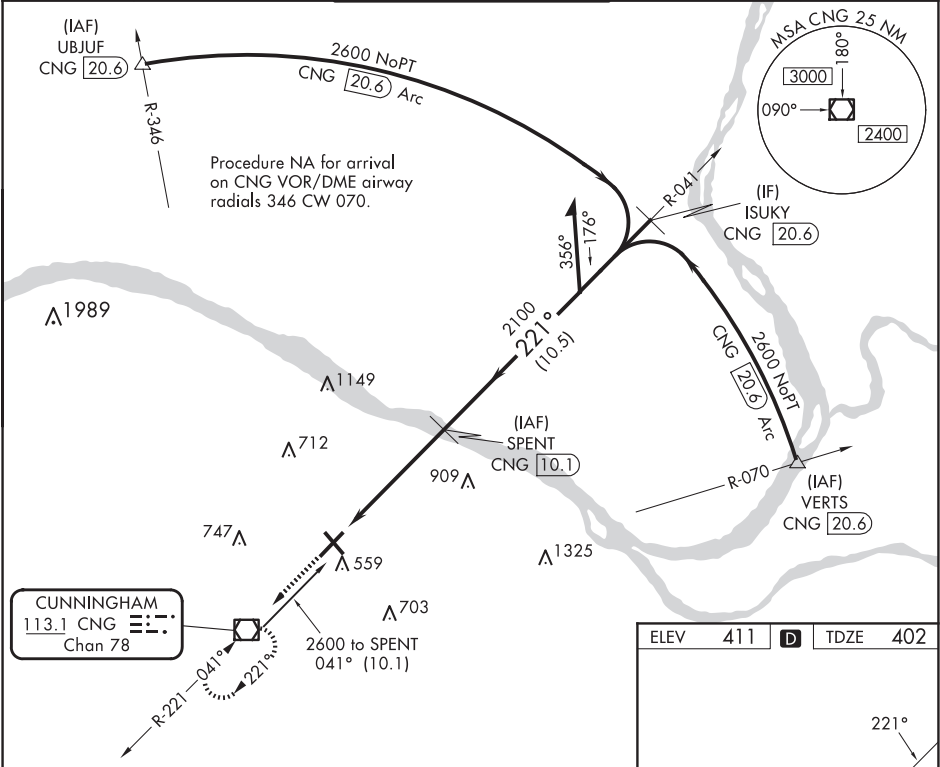 (IAF)
UBJUF
CNG 20.6
2600 NoPT
CNG 20.6 Arc
R-346
Procedure NA for arrival
on CNG VOR/DME airway
radials 346 CW 070.
MSA CNG 25 NM
180°
3000
090°
2400
R-041
(IF)
ISUKY
CNG 20.6
356°
176°
1989
2100
221°
(10.5)
2600 NoPT
CNG 20.6 Arc
1149
(IAF)
SPENT
CNG 10.1
712
909
R-070
(IAF)
VERTS
CNG 20.6
747
559
1325
CUNNINGHAM
113.1 CNG
Chan 78
703
2600 to SPENT
041° (10.1)
R-221
041°
221°
ELEV 411 D TDZE 402
221°